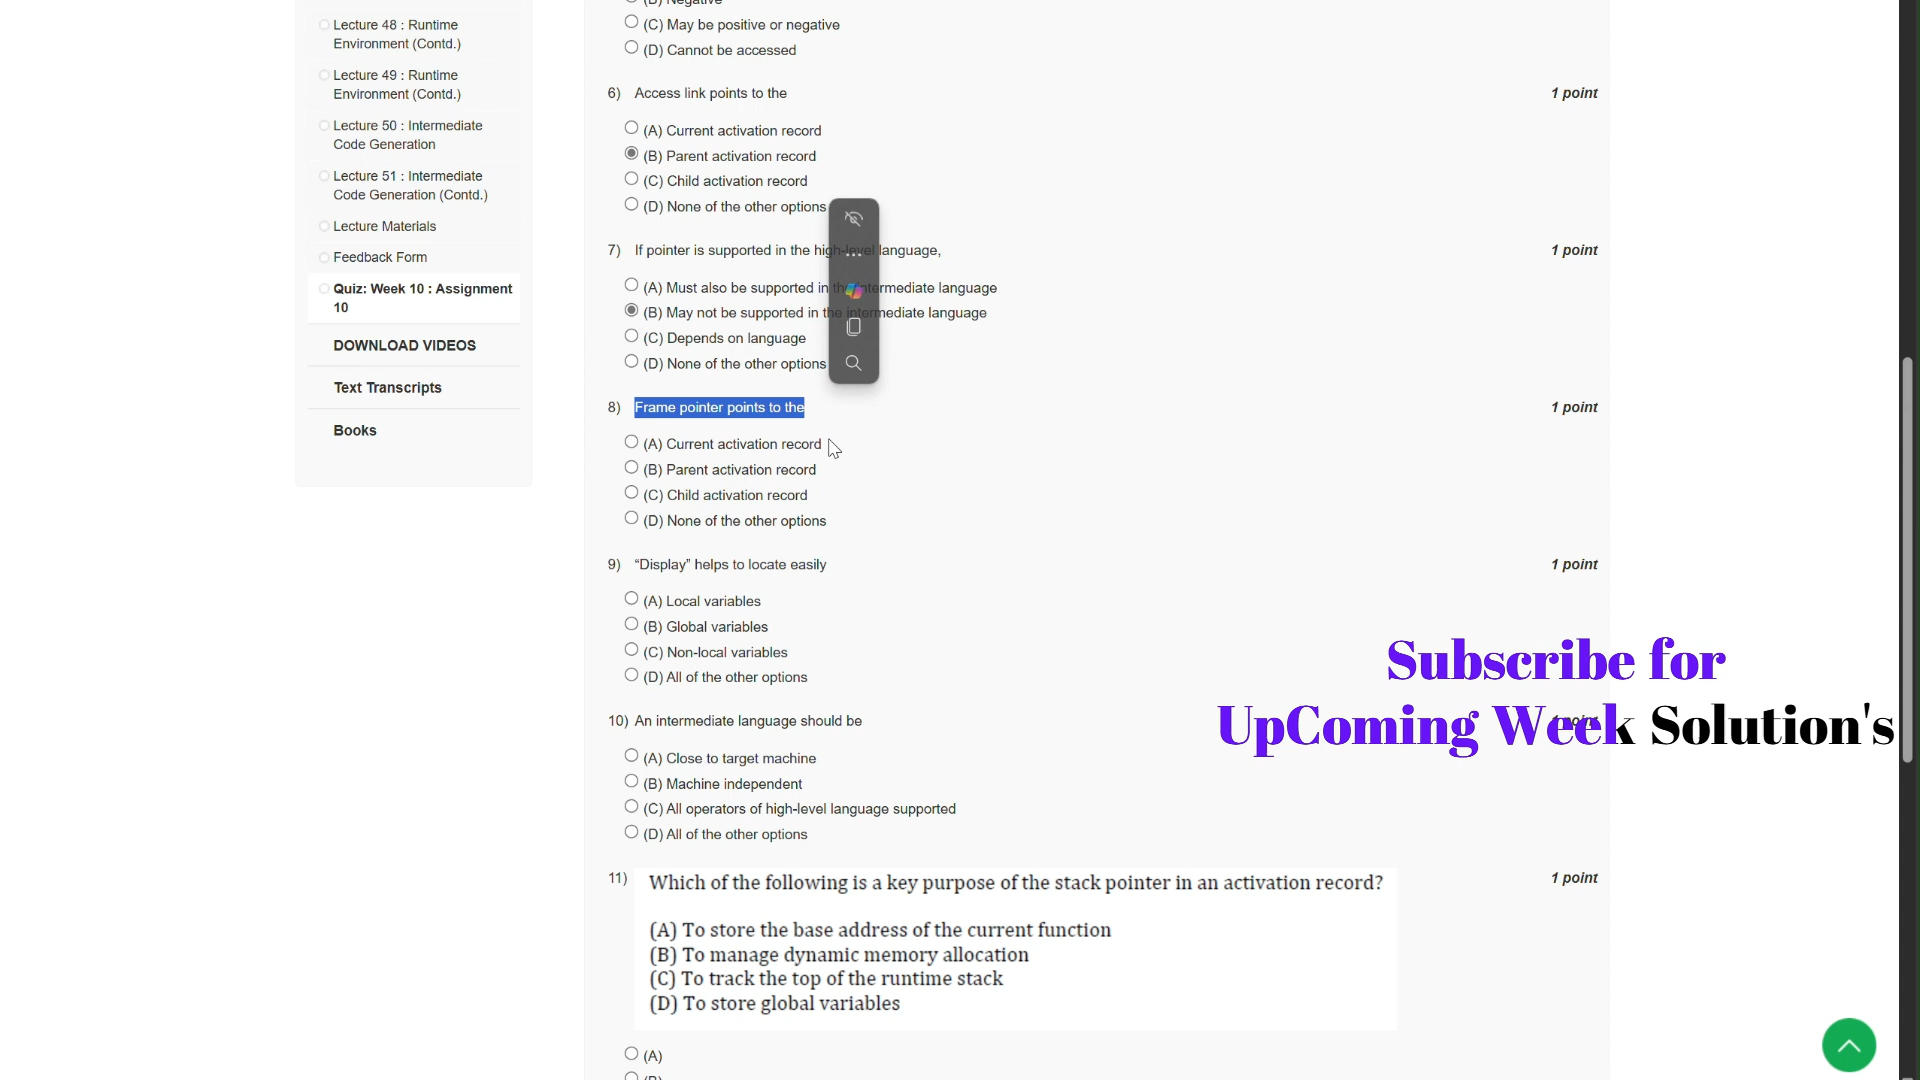 Lecture 48 : Runtime
Environment (Contd.)
Lecture 49 : Runtime
Environment (Contd.)
Lecture 50 : Intermediate
Code Generation
Lecture 51 : Intermediate
Code Generation (Contd.)
Lecture Materials
Feedback Form
Quiz: Week 10 : Assignment
10
DOWNLOAD VIDEOS
Text Transcripts
Books
(C) May be positive or negative
(D) Cannot be accessed
6) Access link points to the 1 point
(A) Current activation record
(B) Parent activation record
(C) Child activation record
(D) None of the other options
7) If pointer is supported in the high-level language, 1 point
(A) Must also be supported in the intermediate language
(B) May not be supported in the intermediate language
(C) Depends on language
(D) None of the other options
8) Frame pointer points to the 1 point
(A) Current activation record
(B) Parent activation record
(C) Child activation record
(D) None of the other options
9) “Display” helps to locate easily 1 point
(A) Local variables
(B) Global variables
(C) Non-local variables
(D) All of the other options
10) An intermediate language should be
(A) Close to target machine
(B) Machine independent
(C) All operators of high-level language supported
(D) All of the other options
11) Which of the following is a key purpose of the stack pointer in an activation record? 1 point
(A) To store the base address of the current function
(B) To manage dynamic memory allocation
(C) To track the top of the runtime stack
(D) To store global variables
(A)
Subscribe for
UpComing Week Solution's